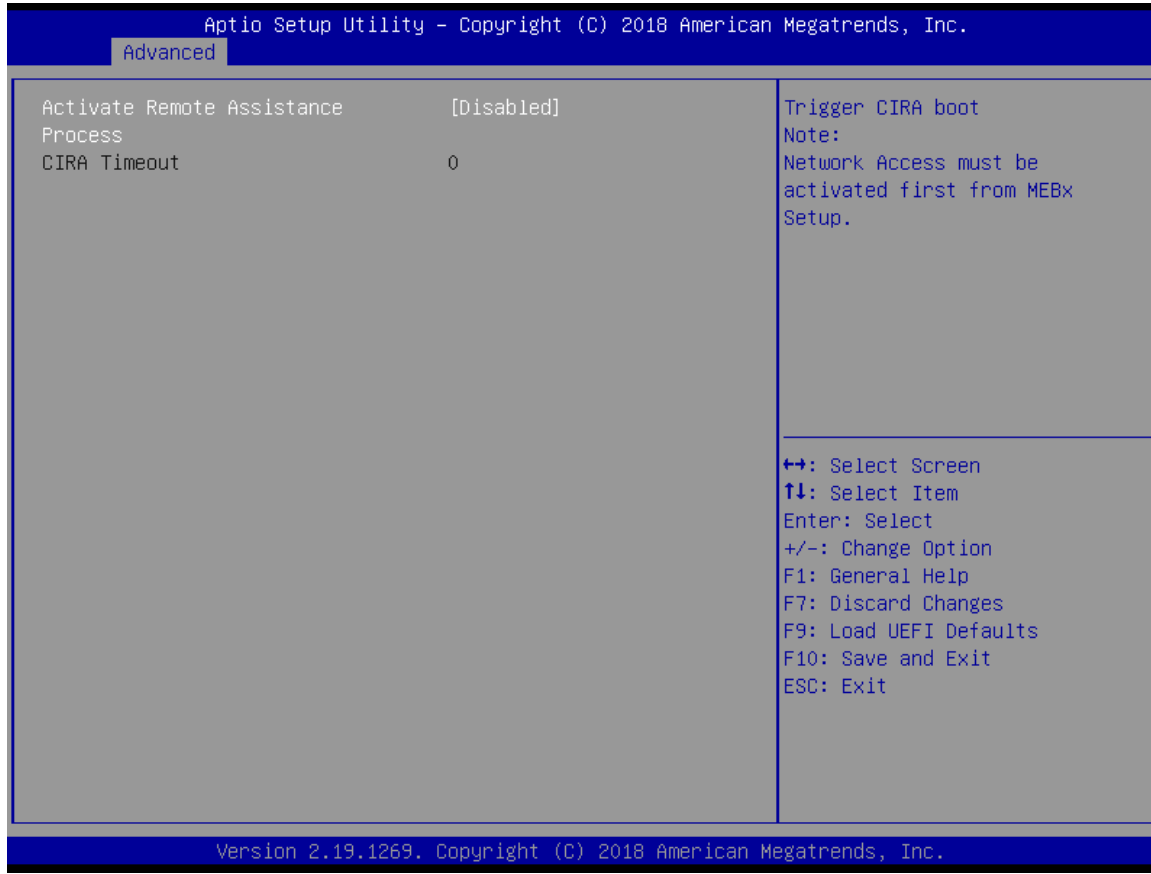 Aptio Setup Utility – Copyright (C) 2018 American Megatrends, Inc.
Advanced
Activate Remote Assistance [Disabled]
Process
CIRA Timeout 0
Trigger CIRA boot
Note:
Network Access must be
activated first from MEBx
Setup.
↔: Select Screen
↑↓: Select Item
Enter: Select
+/-: Change Option
F1: General Help
F7: Discard Changes
F9: Load UEFI Defaults
F10: Save and Exit
ESC: Exit
Version 2.19.1269. Copyright (C) 2018 American Megatrends, Inc.